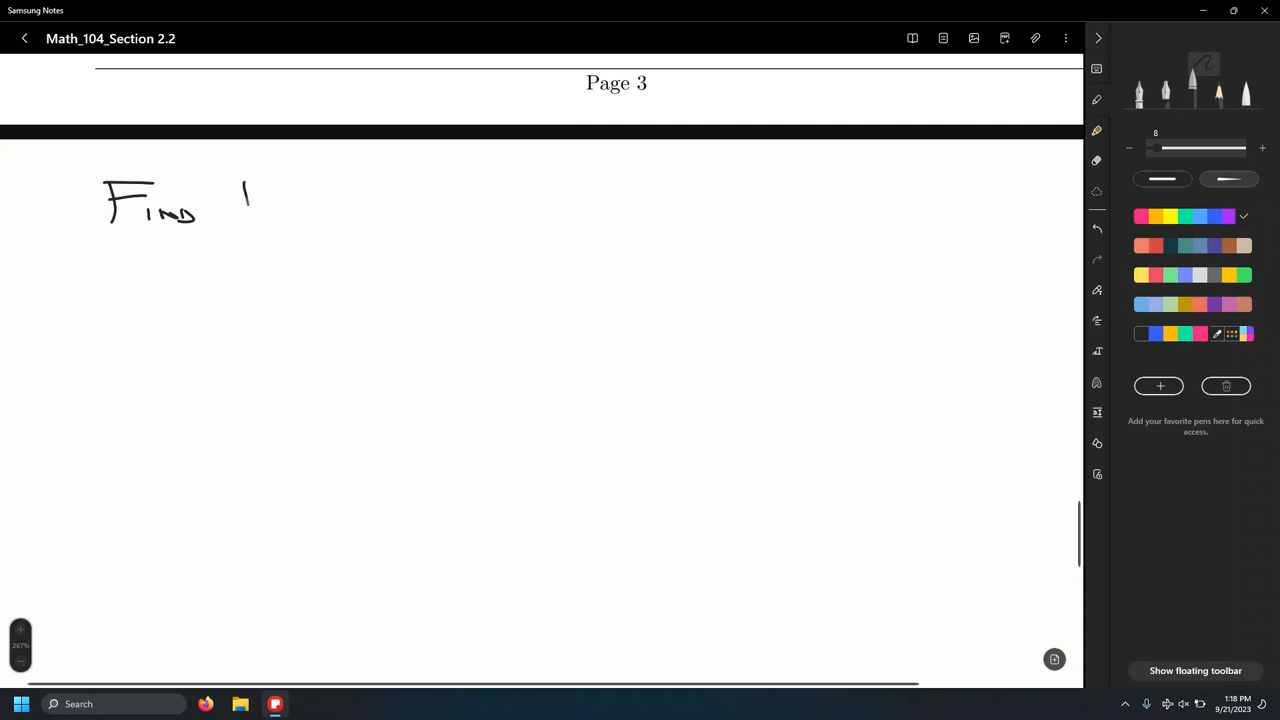 Samsung Notes
Math_104_Section 2.2
Page 3
FIND
8
267%
Add your favorite pens here for quick
access.
Show floating toolbar
Search
1:18 PM
9/21/2023